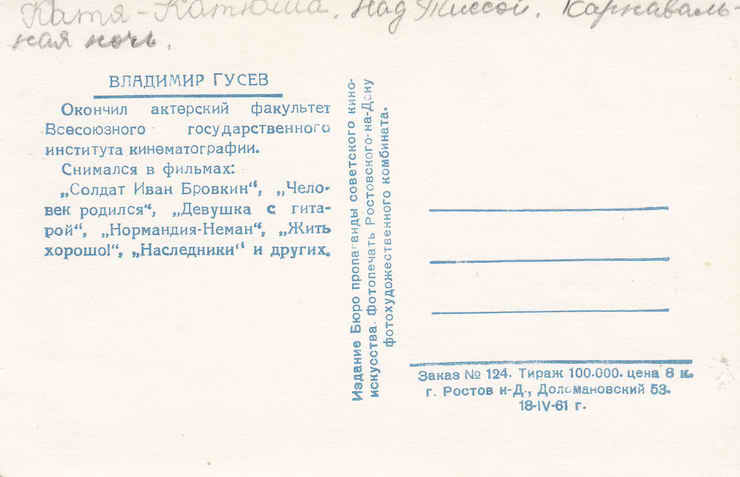 Катя-Катюша. Над Тиссой. Карнаваль-
ная ночь.
ВЛАДИМИР ГУСЕВ
Окончил актерский факультет
Всесоюзного государственного
института кинематографии.
Снимался в фильмах:
„Солдат Иван Бровкин“, „Чело-
век родился“, „Девушка с гита-
рой“, „Нормандия-Неман“, „Жить
хорошо!“, „Наследники“ и других.
Издание Бюро пропаганды советского кино-
искусства. Фотопечать Ростовского-на-Дону
фотохудожественного комбината.
Заказ № 124. Тираж 100.000. цена 8 к.
г. Ростов н-Д., Доломановский 53.
18-IV-61 г.